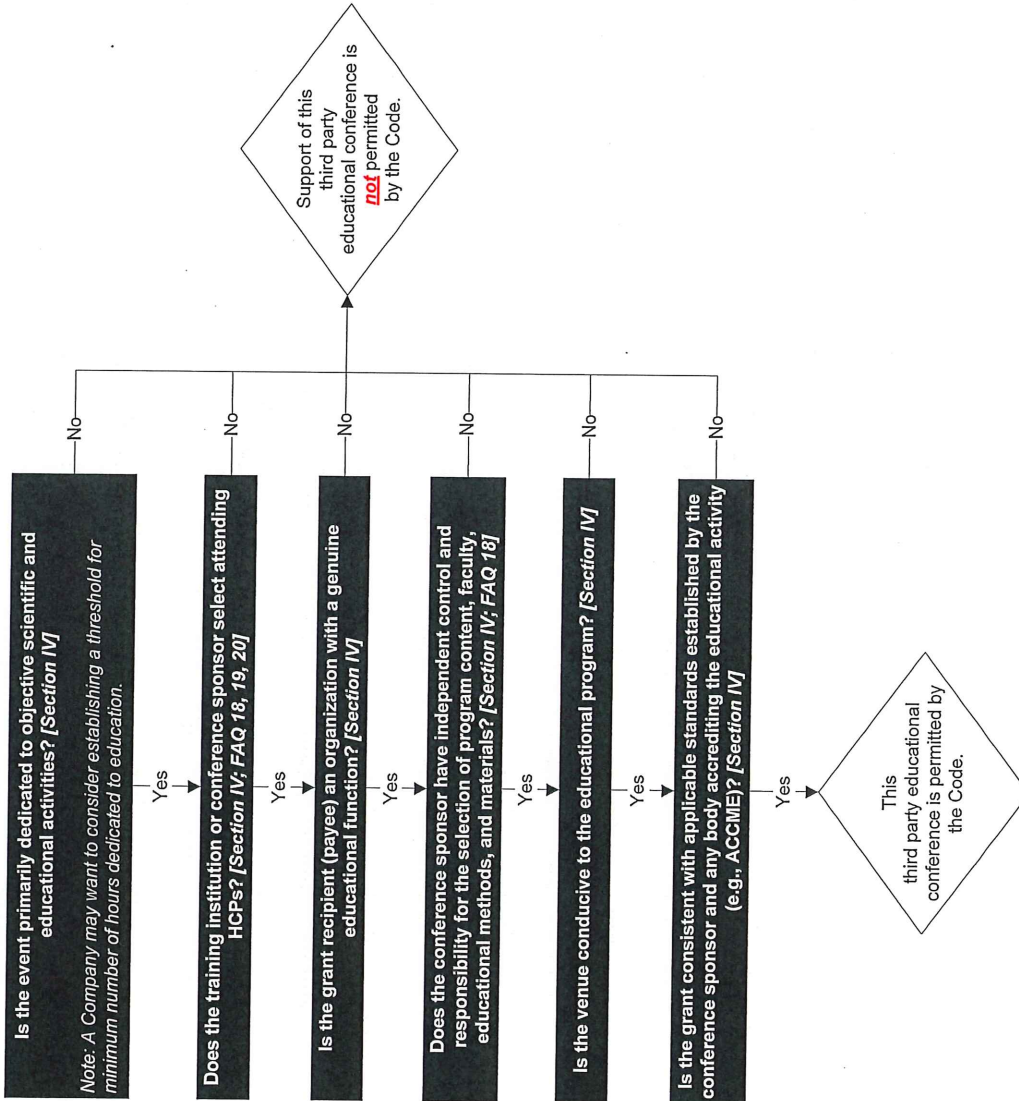 Is the event primarily dedicated to objective scientific and
educational activities? [Section IV]
Note: A Company may want to consider establishing a threshold for
minimum number of hours dedicated to education.
No
Yes
Does the training institution or conference sponsor select attending
HCPs? [Section IV; FAQ 18, 19, 20]
No
Yes
Is the grant recipient (payee) an organization with a genuine
educational function? [Section IV]
No
Yes
Does the conference sponsor have independent control and
responsibility for the selection of program content, faculty,
educational methods, and materials? [Section IV; FAQ 18]
No
Yes
Is the venue conducive to the educational program? [Section IV]
No
Yes
Is the grant consistent with applicable standards established by the
conference sponsor and any body accrediting the educational activity
(e.g., ACCME)? [Section IV]
No
Yes
Support of this
third party
educational conference is
not permitted
by the Code.
This
third party educational
conference is permitted by
the Code.